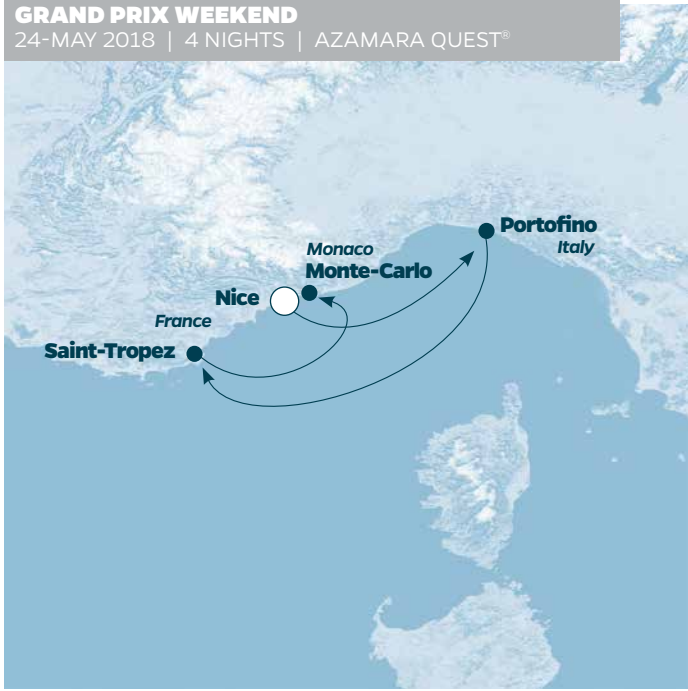 GRAND PRIX WEEKEND
24-MAY 2018 | 4 NIGHTS | AZAMARA QUEST®
Portofino
Italy
Monaco
Monte-Carlo
Nice
France
Saint-Tropez